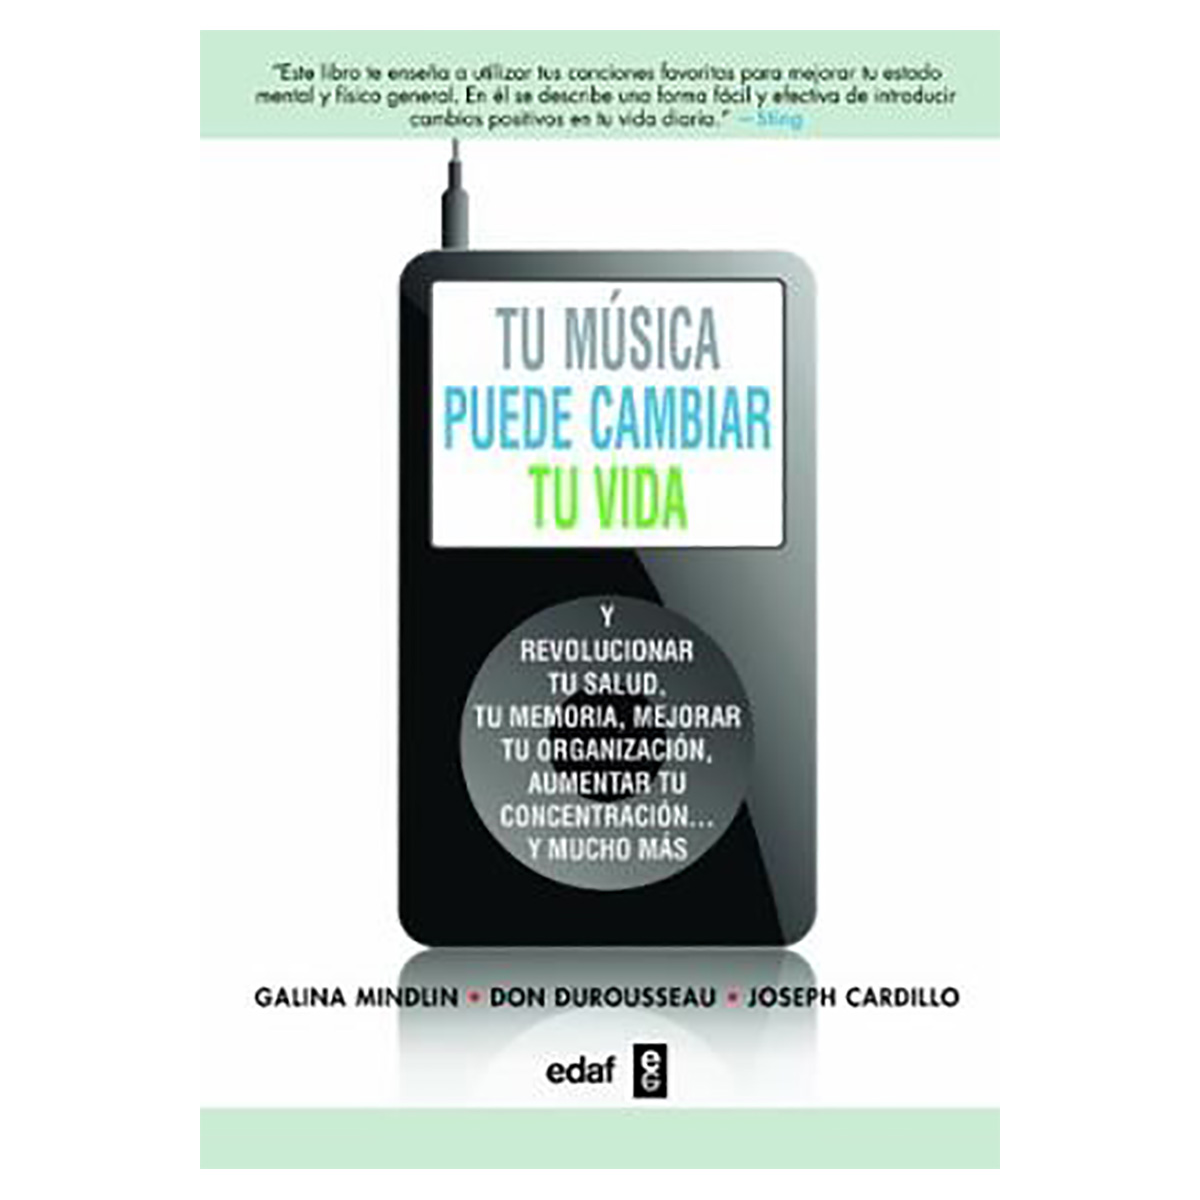 “Este libro te enseña a utilizar tus canciones favoritas para mejorar tu estado
mental y físico general. En él se describe una forma fácil y efectiva de introducir
cambios positivos en tu vida diaria.” —Sting
TU MÚSICA
PUEDE CAMBIAR
TU VIDA
Y
REVOLUCIONAR
TU SALUD,
TU MEMORIA, MEJORAR
TU ORGANIZACIÓN,
AUMENTAR TU
CONCENTRACIÓN...
Y MUCHO MÁS
GALINA MINDLIN • DON DUROUSSEAU • JOSEPH CARDILLO
edaf